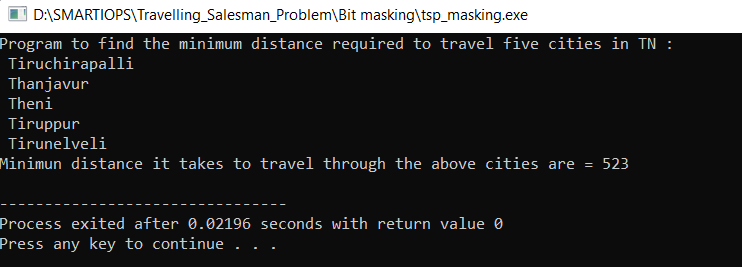 D:\SMARTIOPS\Travelling_Salesman_Problem\Bit masking\tsp_masking.exe
Program to find the minimum distance required to travel five cities in TN :
Tiruchirapalli
Thanjavur
Theni
Tiruppur
Tirunelveli
Minimun distance it takes to travel through the above cities are = 523
--------------------------------
Process exited after 0.02196 seconds with return value 0
Press any key to continue . . .